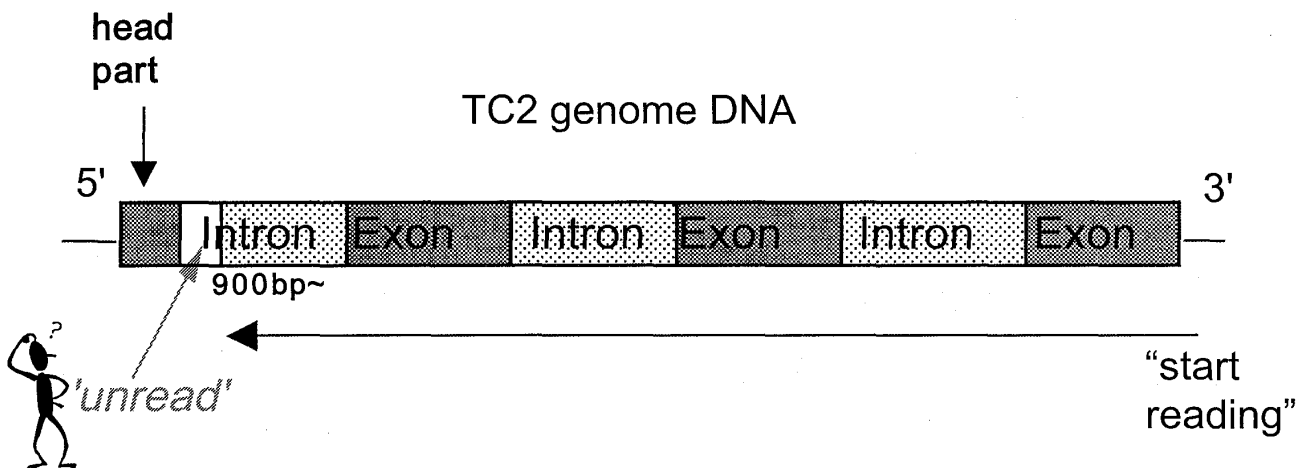 head
part
TC2 genome DNA
5'
3'
Intron Exon Intron Exon Intron Exon
900bp~
?
'unread'
“start
reading”